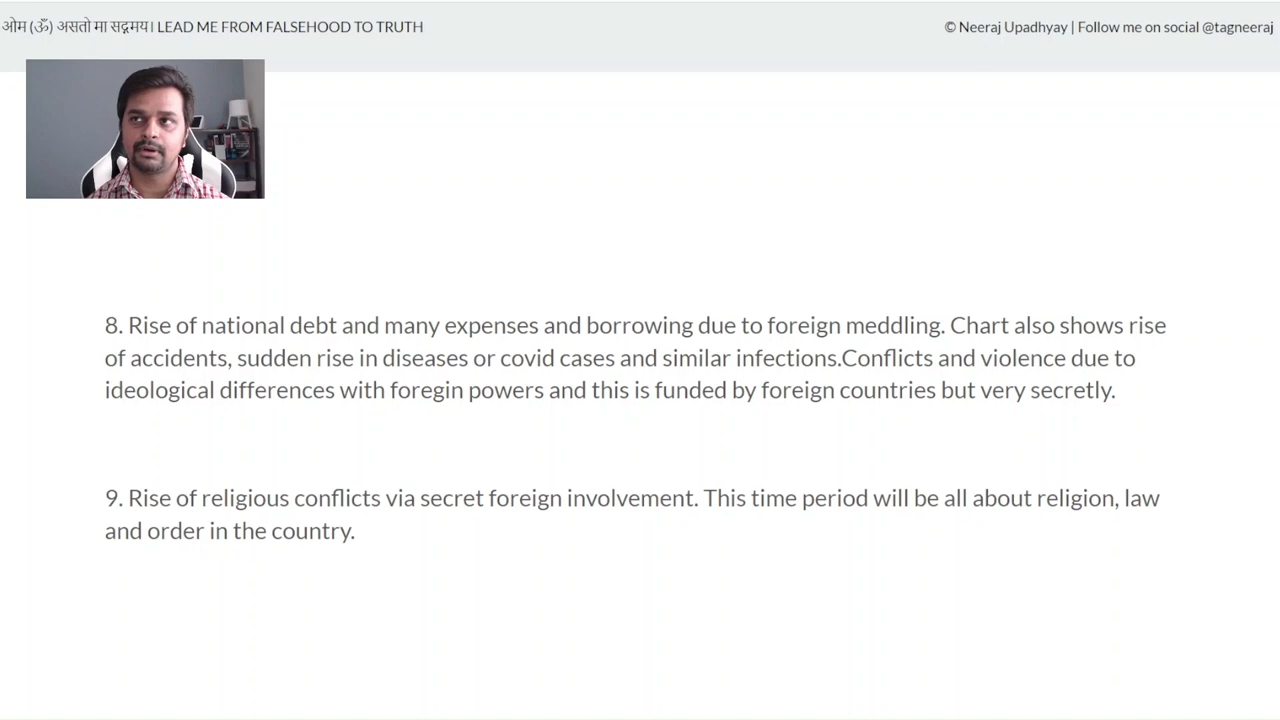 ओम (ॐ) असतो मा सद्गमय। LEAD ME FROM FALSEHOOD TO TRUTH
© Neeraj Upadhyay | Follow me on social @tagneeraj
8. Rise of national debt and many expenses and borrowing due to foreign meddling. Chart also shows rise
of accidents, sudden rise in diseases or covid cases and similar infections.Conflicts and violence due to
ideological differences with foregin powers and this is funded by foreign countries but very secretly.
9. Rise of religious conflicts via secret foreign involvement. This time period will be all about religion, law
and order in the country.